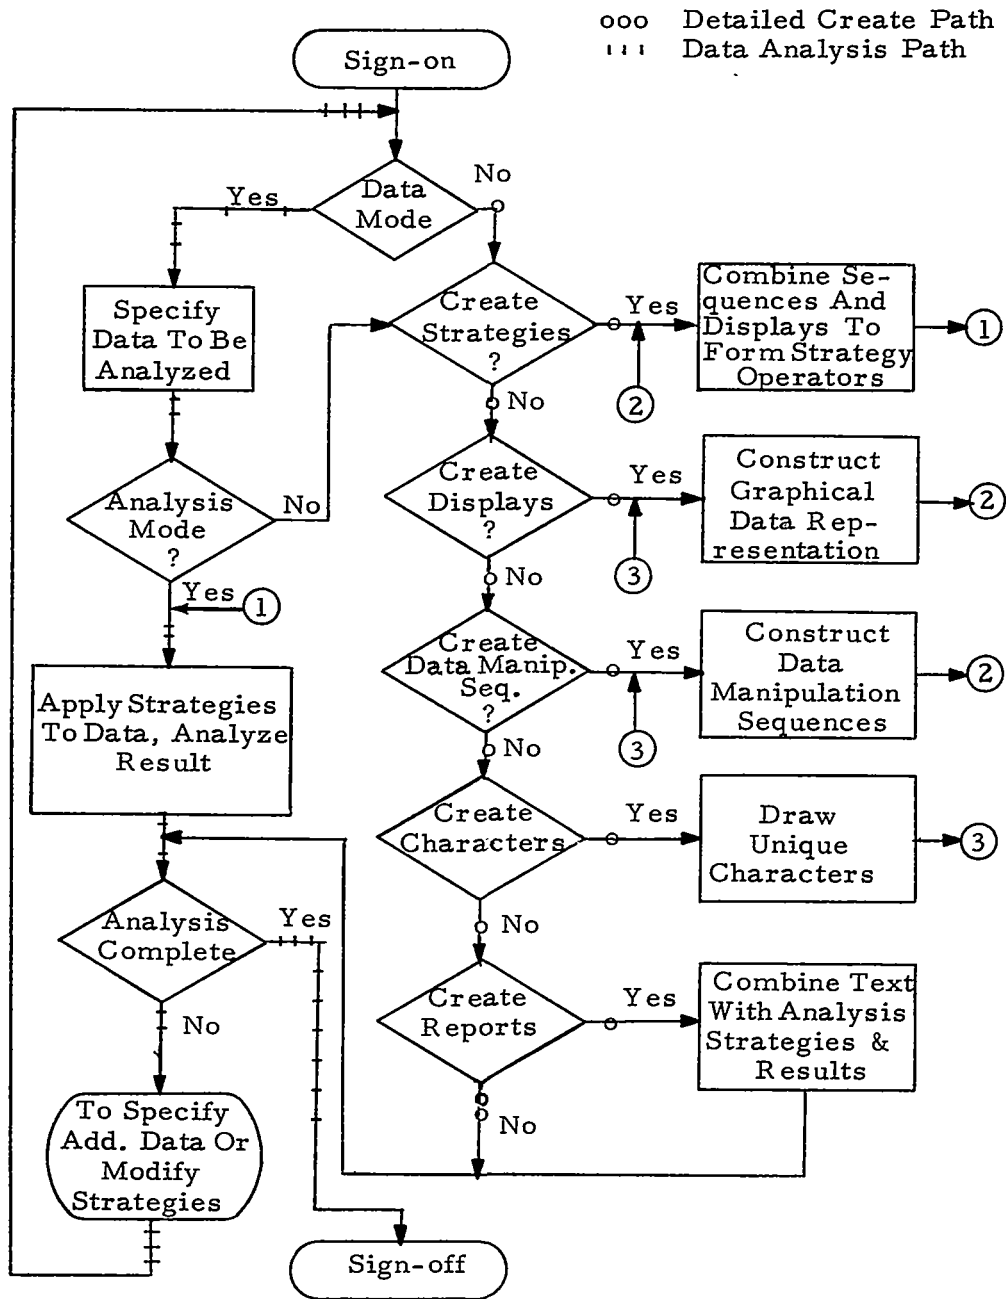 ooo Detailed Create Path
ııı Data Analysis Path
Sign-on
Data
Mode
Yes
No
Specify
Data To Be
Analyzed
Create
Strategies
?
Yes
Combine Se-
quences And
Displays To
Form Strategy
Operators
1
2
No
Analysis
Mode
?
No
Yes
1
Create
Displays
?
Yes
Construct
Graphical
Data Rep-
resentation
2
3
No
Create
Data Manip.
Seq.
?
Yes
Construct
Data
Manipulation
Sequences
2
3
No
Apply Strategies
To Data, Analyze
Result
Create
Characters
Yes
Draw
Unique
Characters
3
No
Analysis
Complete
Yes
No
Create
Reports
Yes
Combine Text
With Analysis
Strategies &
Results
No
To Specify
Add. Data Or
Modify
Strategies
Sign-off